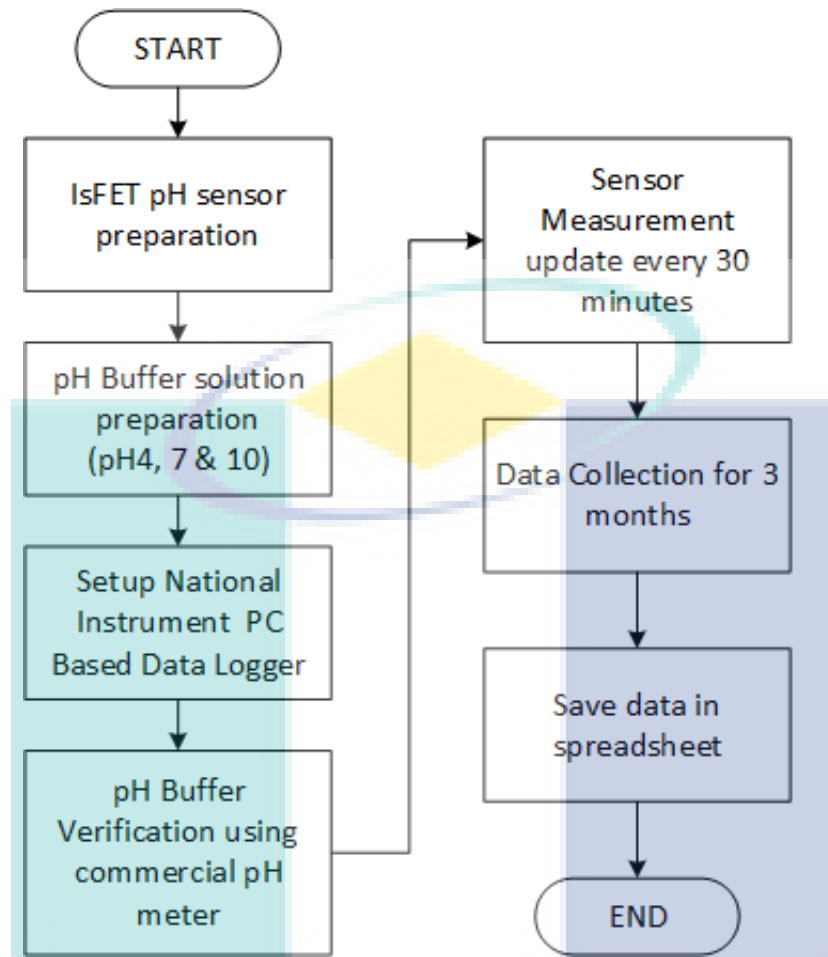 START
IsFET pH sensor
preparation
pH Buffer solution
preparation
(pH4, 7 & 10)
Setup National
Instrument PC
Based Data Logger
pH Buffer
Verification using
commercial pH
meter
Sensor
Measurement
update every 30
minutes
Data Collection for 3
months
Save data in
spreadsheet
END